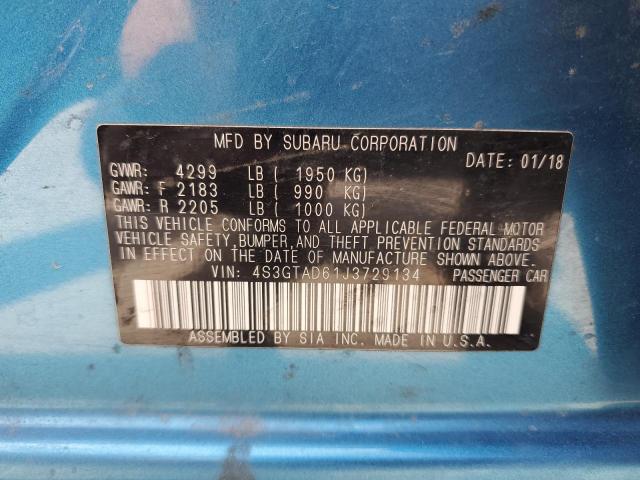 MFD BY SUBARU CORPORATION
DATE: 01/18
GVWR: 4299 LB ( 1950 KG)
GAWR: F 2183 LB ( 990 KG)
GAWR: R 2205 LB ( 1000 KG)
THIS VEHICLE CONFORMS TO ALL APPLICABLE FEDERAL MOTOR
VEHICLE SAFETY, BUMPER, AND THEFT PREVENTION STANDARDS
IN EFFECT ON THE DATE OF MANUFACTURE SHOWN ABOVE.
VIN: 4S3GTAD61J3729134 PASSENGER CAR
ASSEMBLED BY SIA INC. MADE IN U.S.A.